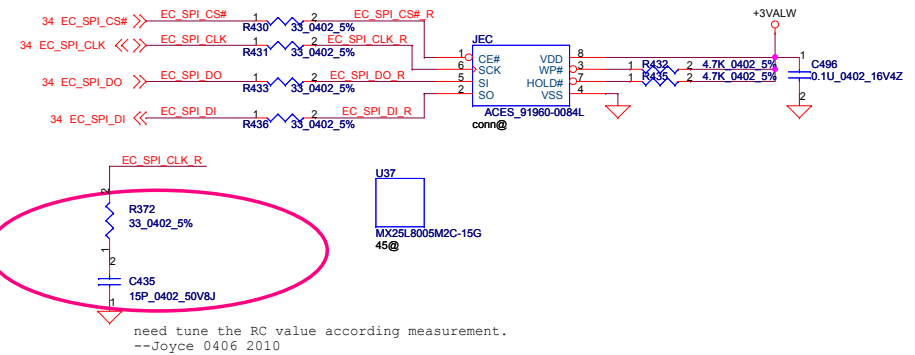 +3VALW
34 EC_SPI_CS# EC_SPI_CS# 1 2 EC_SPI_CS#_R
R430 33_0402_5%
34 EC_SPI_CLK EC_SPI_CLK 1 2 EC_SPI_CLK_R
R431 33_0402_5%
34 EC_SPI_DO EC_SPI_DO 1 2 EC_SPI_DO_R
R433 33_0402_5%
34 EC_SPI_DI EC_SPI_DI 1 2 EC_SPI_DI_R
R436 33_0402_5%
JEC
1 CE# VDD 8
6 SCK WP# 3
5 SI HOLD# 7
2 SO VSS 4
ACES_91960-0084L
conn@
1 R432 2 4.7K_0402_5%
1 R435 2 4.7K_0402_5%
1
C496
0.1U_0402_16V4Z
2
EC_SPI_CLK_R
2
R372
33_0402_5%
1
2
C435
15P_0402_50V8J
1
U37
MX25L8005M2C-15G
45@
need tune the RC value according measurement.
--Joyce 0406 2010